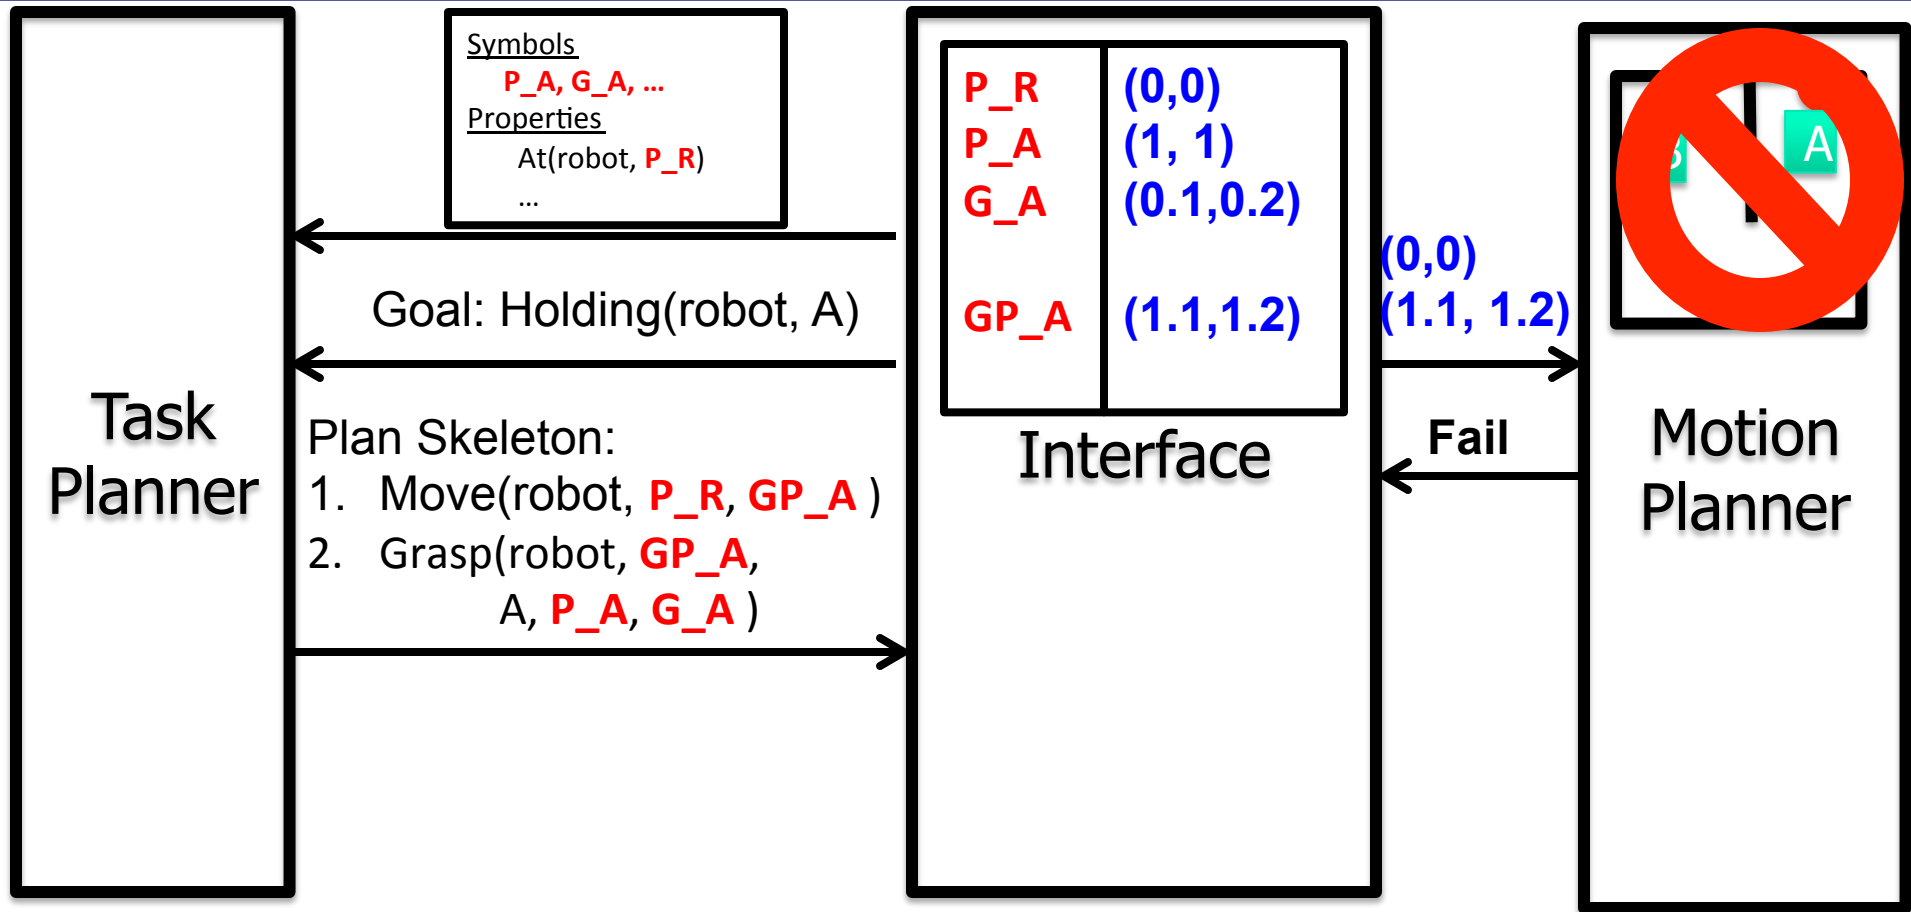 Symbols
P_A, G_A, ...
Properties
At(robot, P_R)
...
Goal: Holding(robot, A)
Task
Planner
Plan Skeleton:
1. Move(robot, P_R, GP_A )
2. Grasp(robot, GP_A,
A, P_A, G_A )
P_R (0,0)
P_A (1, 1)
G_A (0.1,0.2)
GP_A (1.1,1.2)
Interface
(0,0)
(1.1, 1.2)
Fail
A
Motion
Planner